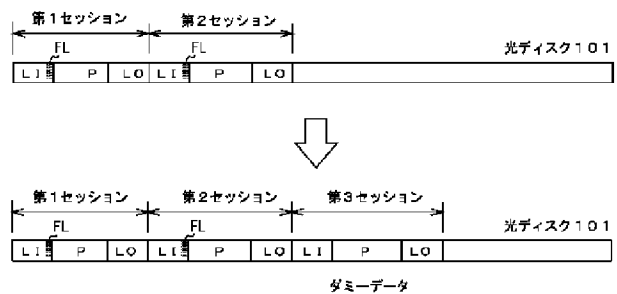 第1セッション 第2セッション
FL FL 光ディスク101
LI P LO LI P LO
第1セッション 第2セッション 第3セッション
FL FL 光ディスク101
LI P LO LI P LO LI P LO
ダミーデータ